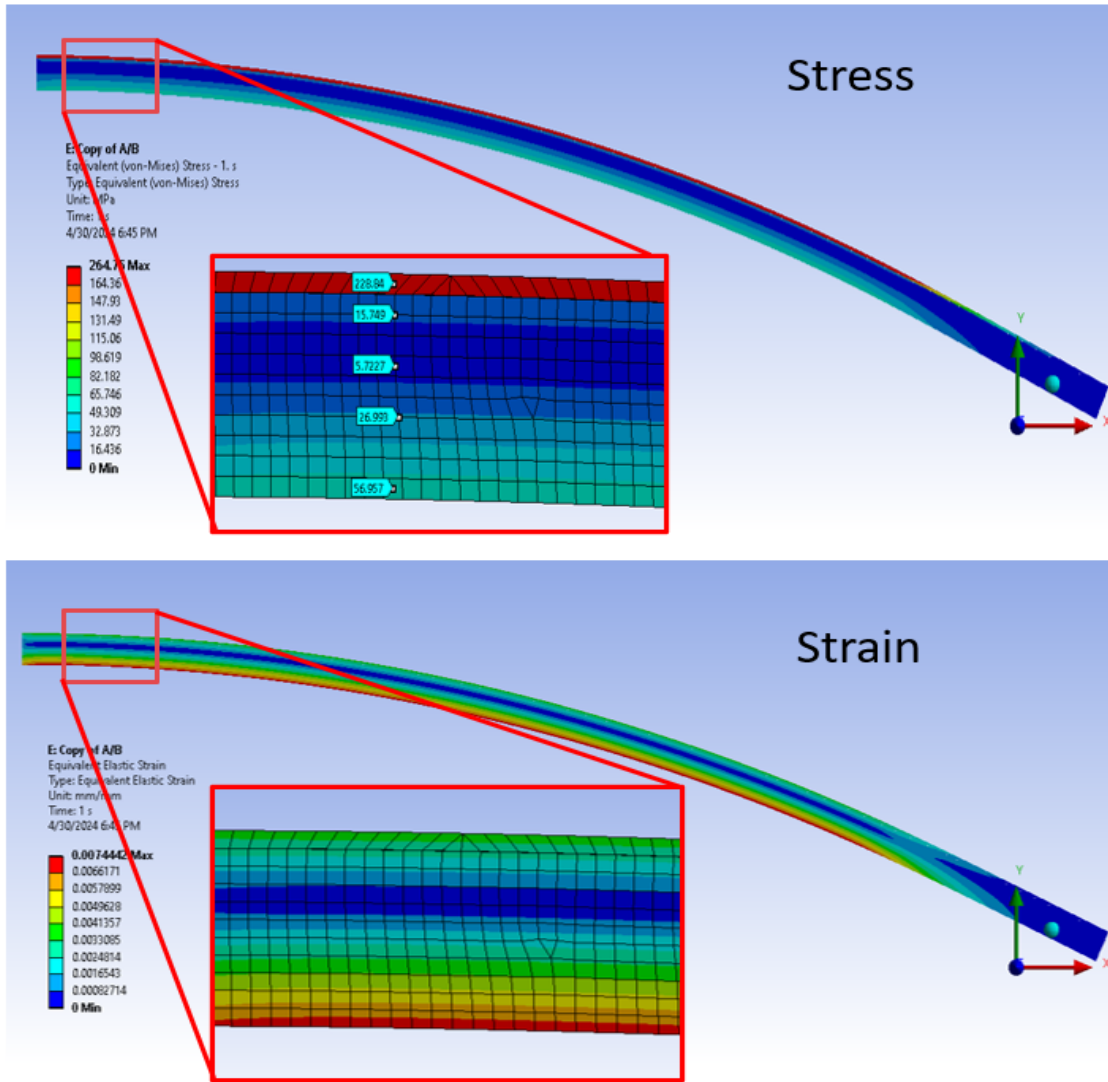 Stress
E: Copy of A/B
Equivalent (von-Mises) Stress - 1. s
Type: Equivalent (von-Mises) Stress
Unit: MPa
Time: s
4/30/2024 6:45 PM
264.75 Max
164.36
147.93
131.49
115.06
98.619
82.182
65.746
49.309
32.873
16.436
0 Min
228.84
15.749
5.7227
26.993
56.957
Y
X
Strain
E: Copy of A/B
Equivalent Elastic Strain
Type: Equivalent Elastic Strain
Unit: mm/mm
Time: 1 s
4/30/2024 PM
0.0074442 Max
0.0066171
0.0057899
0.0049628
0.0041357
0.0033085
0.0024814
0.0016543
0.00082714
0 Min
Y
X